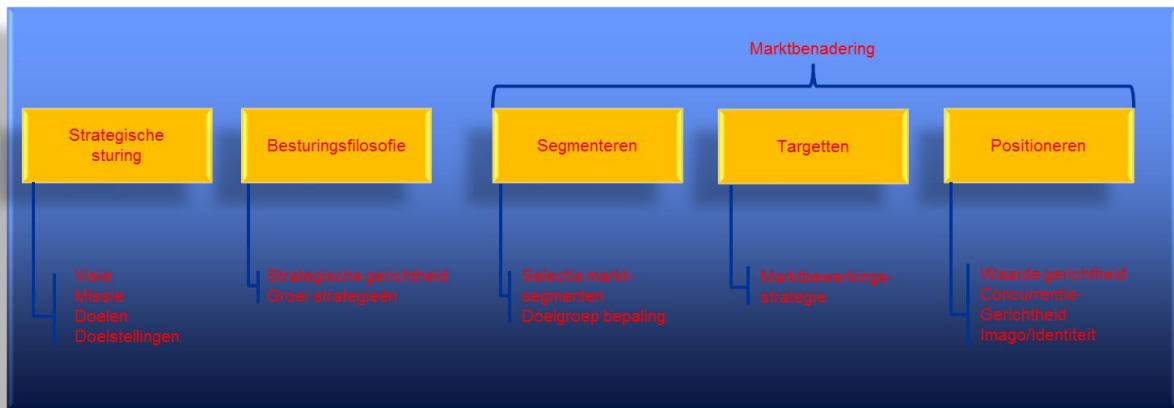 Marktbenadering
Strategische
sturing
Besturingsfilosofie
Segmenteren
Targetten
Positioneren
Visie
Missie
Doelen
Doelstellingen
Strategische gerichtheid
Groei strategieën
Selectie markt-
segmenten
Doelgroep bepaling
Marktbewerkings-
strategie
Waarde gerichtheid
Concurrentie-
Gerichtheid
Imago/Identiteit